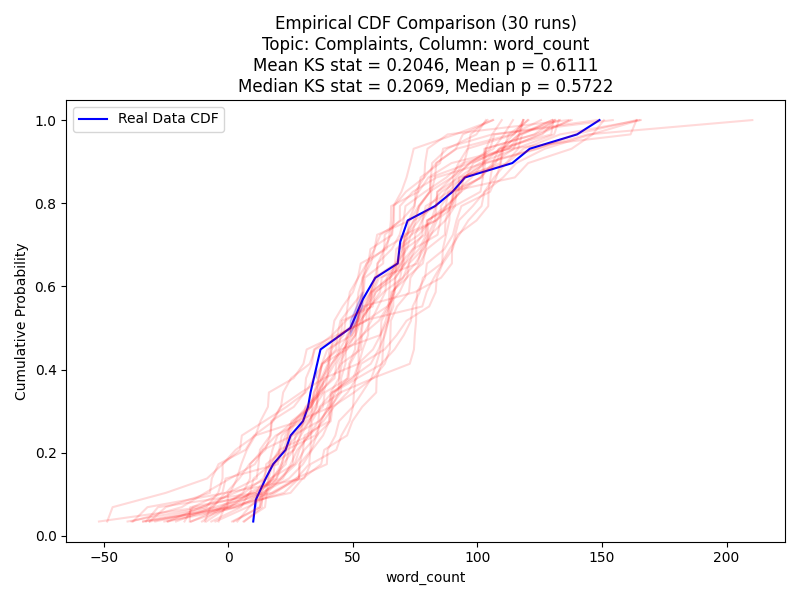 Empirical CDF Comparison (30 runs)
Topic: Complaints, Column: word_count
Mean KS stat = 0.2046, Mean p = 0.6111
Median KS stat = 0.2069, Median p = 0.5722
Real Data CDF
1.0
0.8
0.6
0.4
0.2
0.0
Cumulative Probability
−50
0
50
100
150
200
word_count